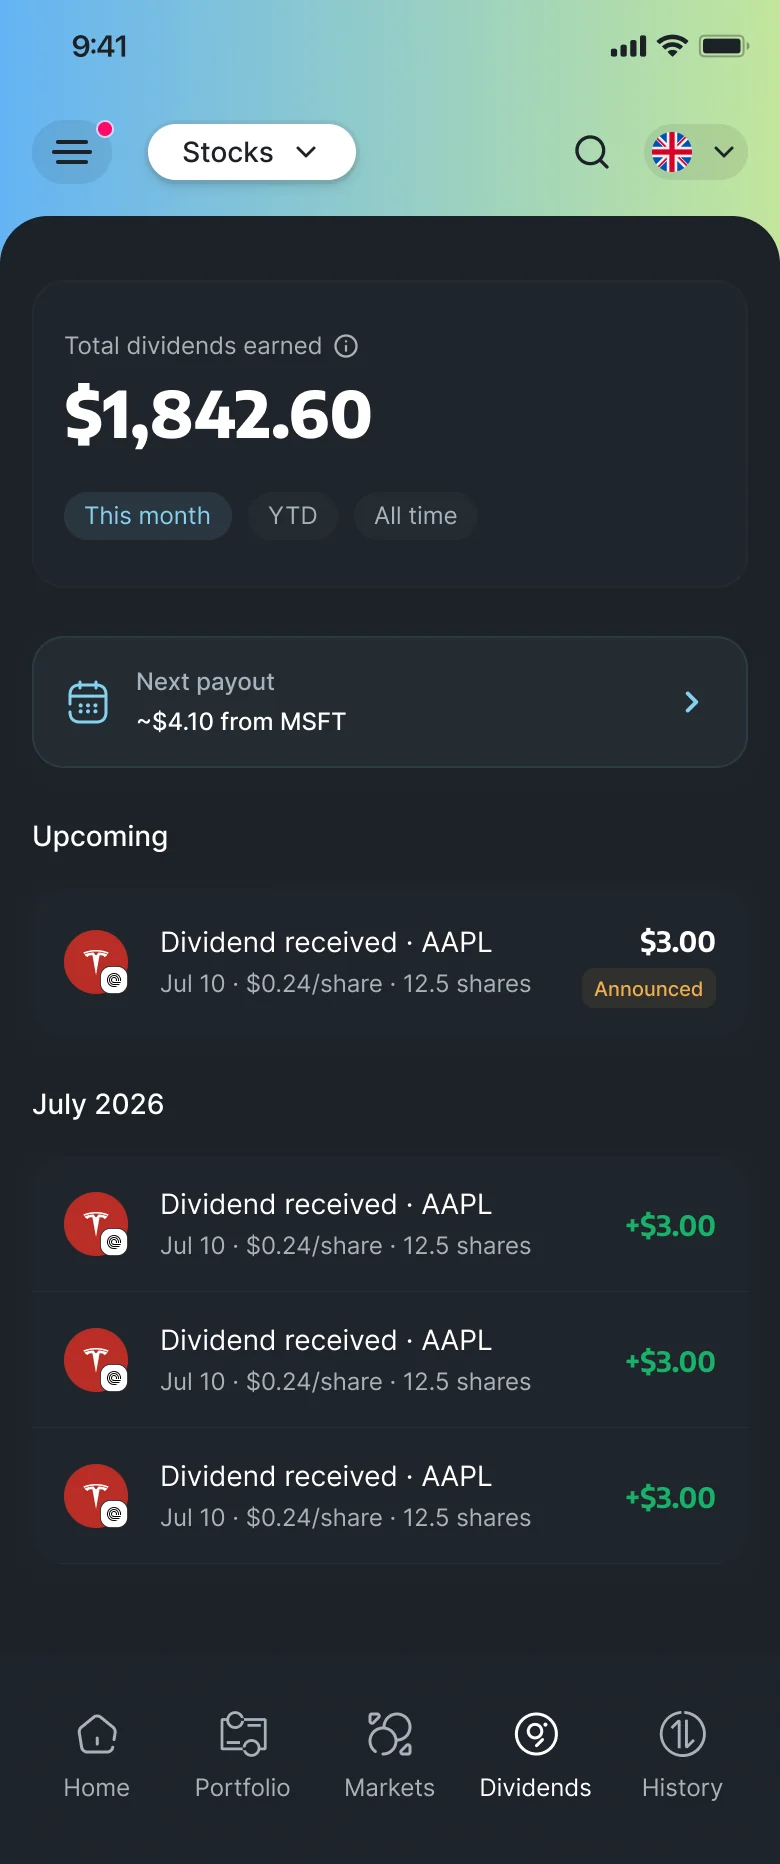 9:41
Stocks
Total dividends earned
$1,842.60
This month
YTD
All time
Next payout
~$4.10 from MSFT
Upcoming
Dividend received · AAPL
$3.00
Jul 10 · $0.24/share · 12.5 shares
Announced
July 2026
Dividend received · AAPL
Jul 10 · $0.24/share · 12.5 shares
+$3.00
Dividend received · AAPL
Jul 10 · $0.24/share · 12.5 shares
+$3.00
Dividend received · AAPL
Jul 10 · $0.24/share · 12.5 shares
+$3.00
Home
Portfolio
Markets
Dividends
History